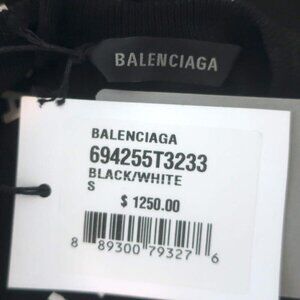 BALENCIAGA
BALENCIAGA
694255T3233
BLACK/WHITE
S
$ 1250.00
8 89300 79327 6